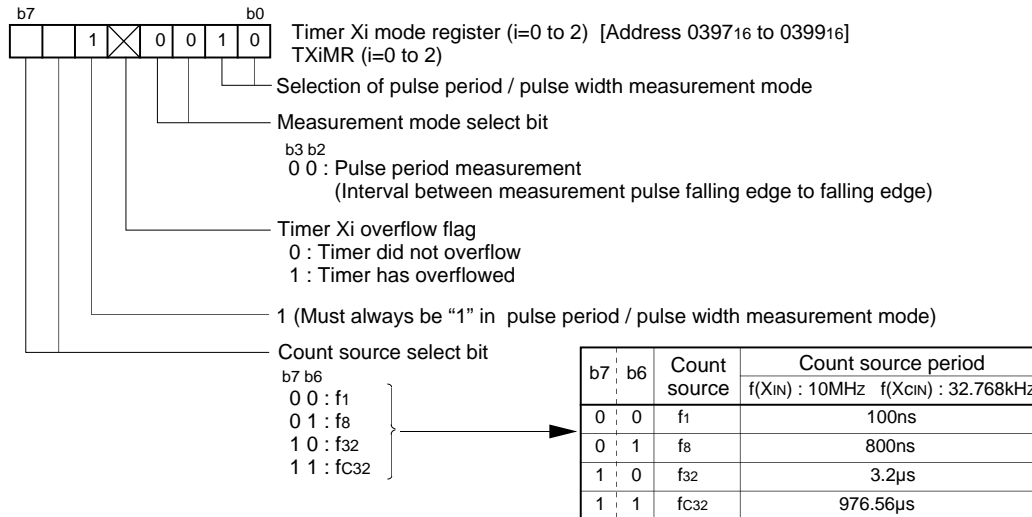 b7 b0
1 0 0 1 0
Timer Xi mode register (i=0 to 2) [Address 039716 to 039916]
TXiMR (i=0 to 2)
Selection of pulse period / pulse width measurement mode
Measurement mode select bit
b3 b2
0 0 : Pulse period measurement
(Interval between measurement pulse falling edge to falling edge)
Timer Xi overflow flag
0 : Timer did not overflow
1 : Timer has overflowed
1 (Must always be “1” in pulse period / pulse width measurement mode)
Count source select bit
b7 b6
0 0 : f1
0 1 : f8
1 0 : f32
1 1 : fC32
b7 b6 Count source Count source period
f(XIN) : 10MHZ f(XCIN) : 32.768kHZ
0 0 f1 100ns
0 1 f8 800ns
1 0 f32 3.2µs
1 1 fC32 976.56µs